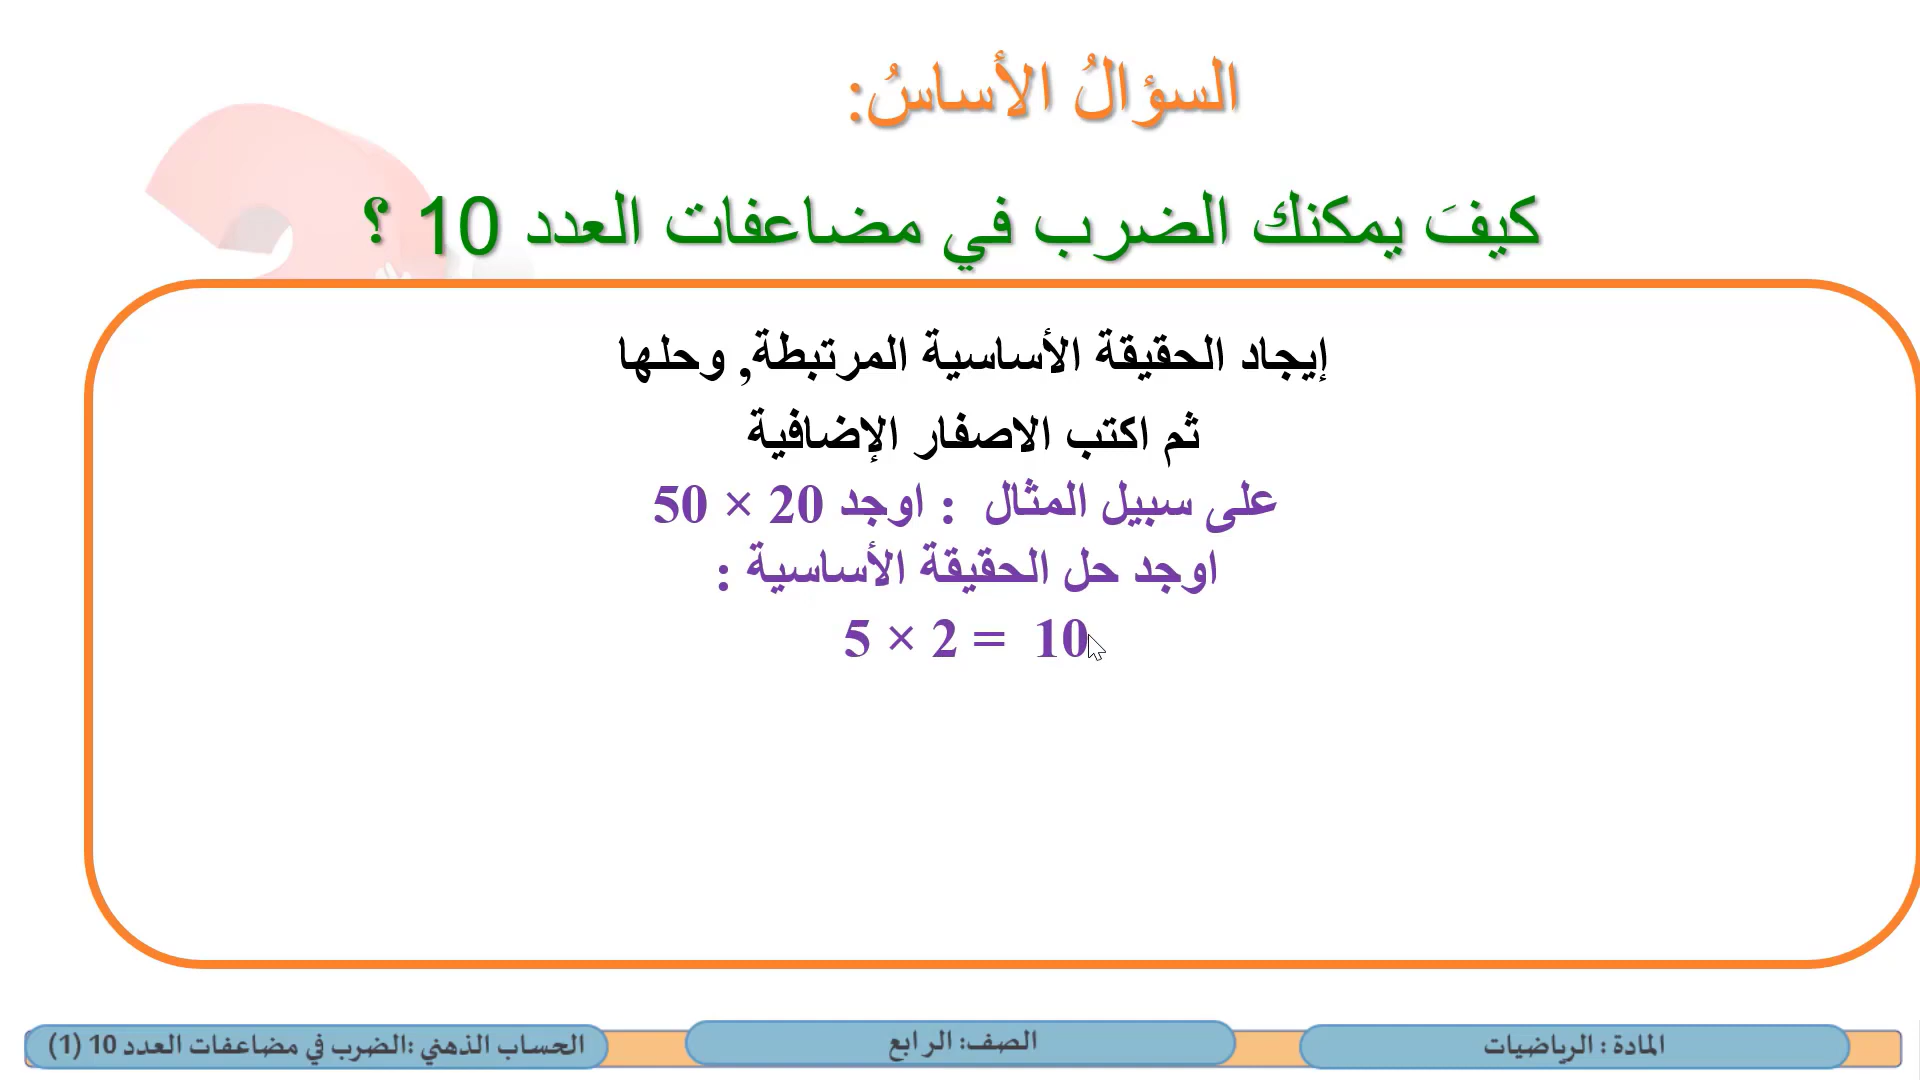 السؤالُ الأساسُ:
كيفَ يمكنك الضرب في مضاعفات العدد 10 ؟
إيجاد الحقيقة الأساسية المرتبطة, وحلها
ثم اكتب الاصفار الإضافية
على سبيل المثال : اوجد 20 × 50
اوجد حل الحقيقة الأساسية :
5 × 2 = 10
المادة : الرياضيات
الصف: الرابع
الحساب الذهني :الضرب في مضاعفات العدد 10 (1)